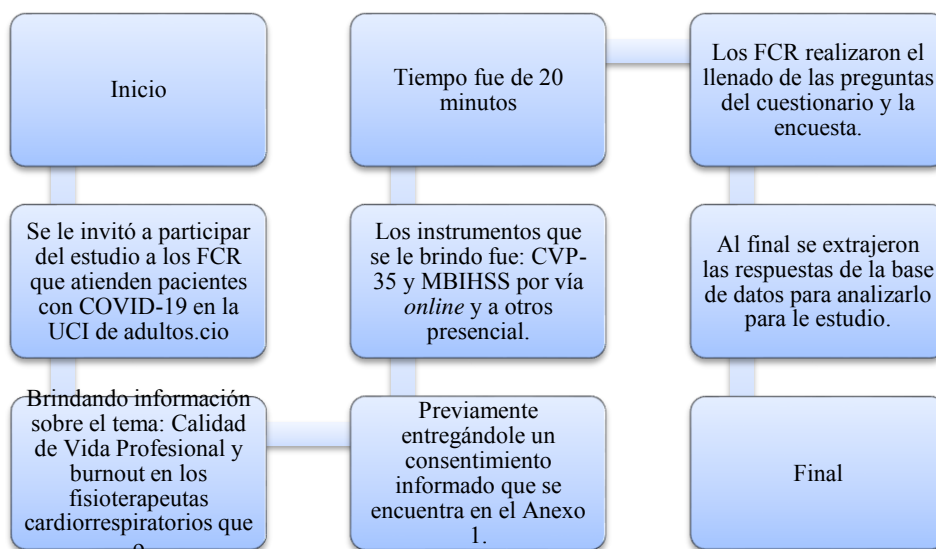 Inicio
Se le invitó a participar
del estudio a los FCR
que atienden pacientes
con COVID-19 en la
UCI de adultos.cio
Brindando información
sobre el tema: Calidad
de Vida Profesional y
burnout en los
fisioterapeutas
cardiorrespiratorios que
Previamente
entregándole un
consentimiento
informado que se
encuentra en el Anexo
1.
Los instrumentos que
se le brindo fue: CVP-
35 y MBIHSS por vía
online y a otros
presencial.
Tiempo fue de 20
minutos
Los FCR realizaron el
llenado de las preguntas
del cuestionario y la
encuesta.
Al final se extrajeron
las respuestas de la base
de datos para analizarlo
para le estudio.
Final